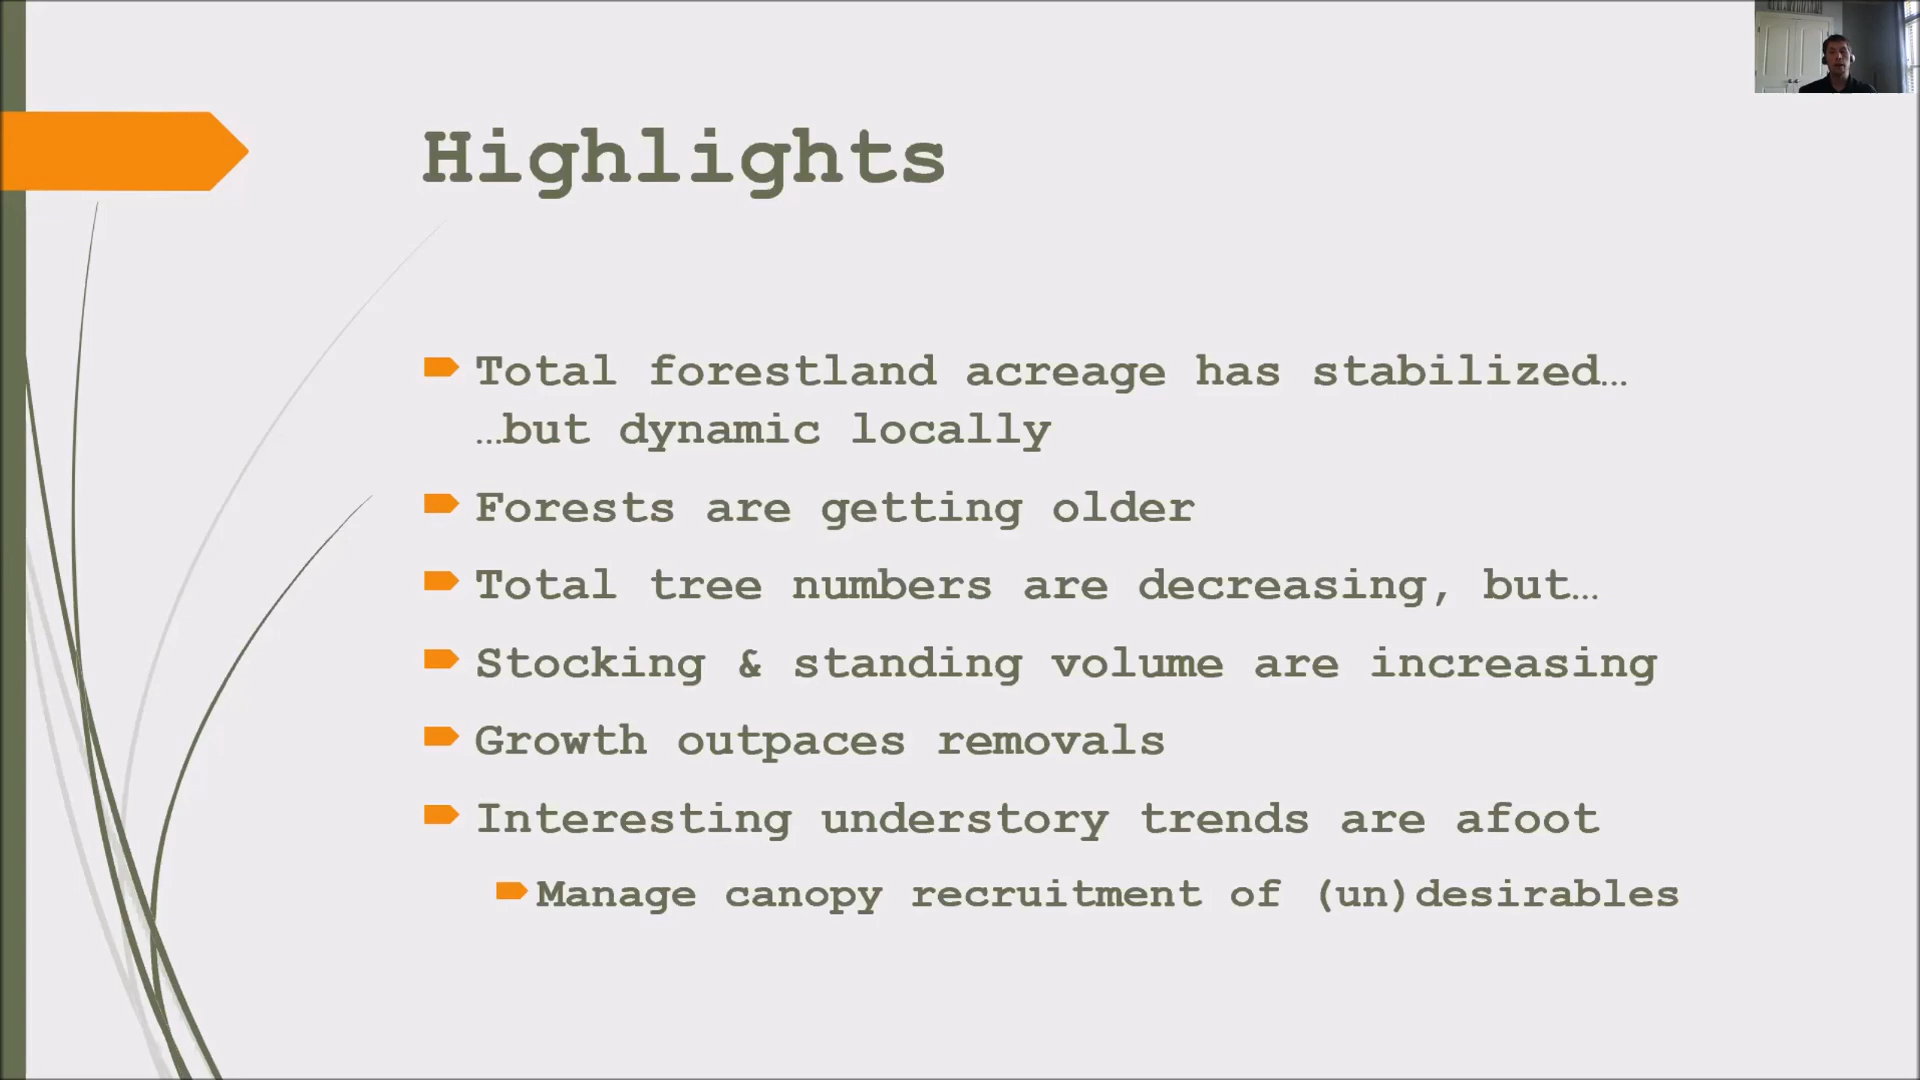 Highlights
Total forestland acreage has stabilized…
…but dynamic locally
Forests are getting older
Total tree numbers are decreasing, but…
Stocking & standing volume are increasing
Growth outpaces removals
Interesting understory trends are afoot
Manage canopy recruitment of (un)desirables